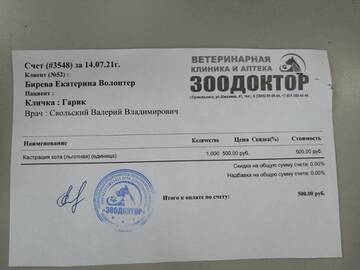 Счет (#3548) за 14.07.21г.
Клиент (№52) :
Бирева Екатерина Волонтер
Пациент :
Кличка : Гарик
Врач : Свольский Валерий Владимирович
ВЕТЕРИНАРНАЯ
КЛИНИКА И АПТЕКА
ЗООДОКТОР
Наименование Количество Цена Скидка(%) Стоимость
Кастрация кота (льготная) (единица) 1.000 500.00 руб. 500.00 руб.
Скидка на общую сумму счета: 0.00%
Надбавка на общую сумму счета: 0.00%
Итого к оплате по счету: 500.00 руб.
"ЗООДОКТОР"